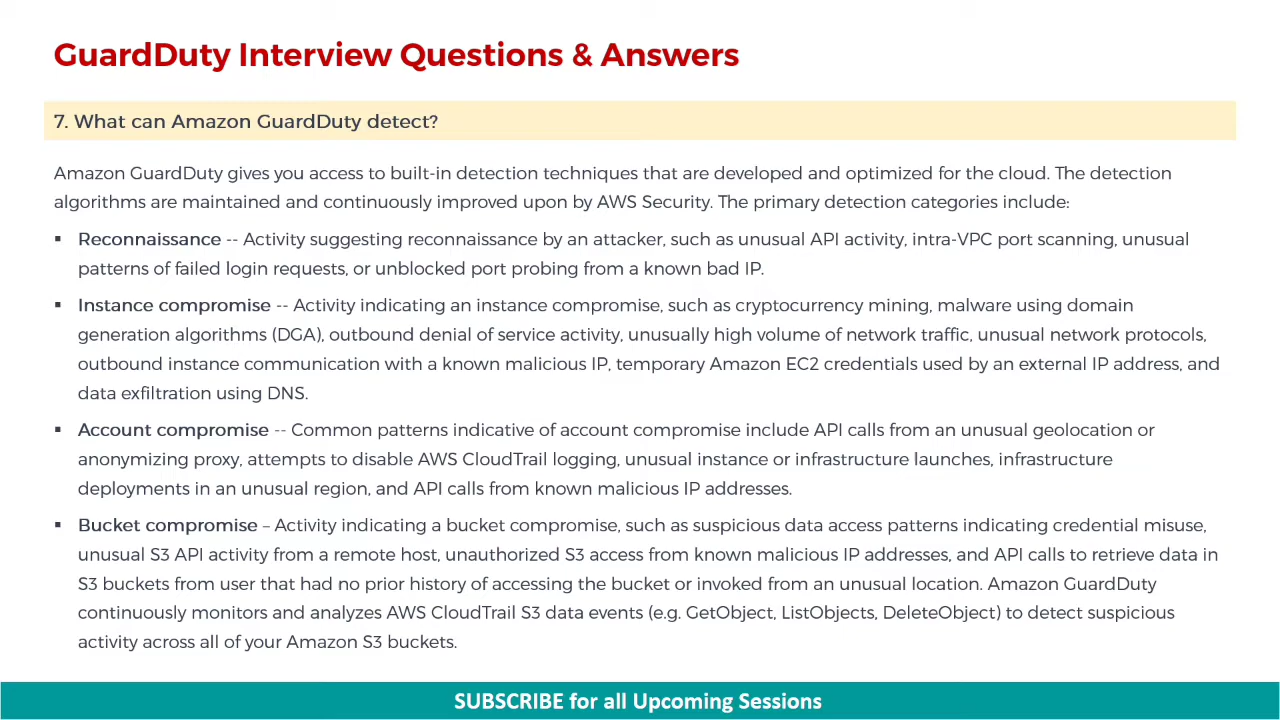 GuardDuty Interview Questions & Answers
7. What can Amazon GuardDuty detect?
Amazon GuardDuty gives you access to built-in detection techniques that are developed and optimized for the cloud. The detection
algorithms are maintained and continuously improved upon by AWS Security. The primary detection categories include:
▪ Reconnaissance -- Activity suggesting reconnaissance by an attacker, such as unusual API activity, intra-VPC port scanning, unusual
patterns of failed login requests, or unblocked port probing from a known bad IP.
▪ Instance compromise -- Activity indicating an instance compromise, such as cryptocurrency mining, malware using domain
generation algorithms (DGA), outbound denial of service activity, unusually high volume of network traffic, unusual network protocols,
outbound instance communication with a known malicious IP, temporary Amazon EC2 credentials used by an external IP address, and
data exfiltration using DNS.
▪ Account compromise -- Common patterns indicative of account compromise include API calls from an unusual geolocation or
anonymizing proxy, attempts to disable AWS CloudTrail logging, unusual instance or infrastructure launches, infrastructure
deployments in an unusual region, and API calls from known malicious IP addresses.
▪ Bucket compromise – Activity indicating a bucket compromise, such as suspicious data access patterns indicating credential misuse,
unusual S3 API activity from a remote host, unauthorized S3 access from known malicious IP addresses, and API calls to retrieve data in
S3 buckets from user that had no prior history of accessing the bucket or invoked from an unusual location. Amazon GuardDuty
continuously monitors and analyzes AWS CloudTrail S3 data events (e.g. GetObject, ListObjects, DeleteObject) to detect suspicious
activity across all of your Amazon S3 buckets.
SUBSCRIBE for all Upcoming Sessions